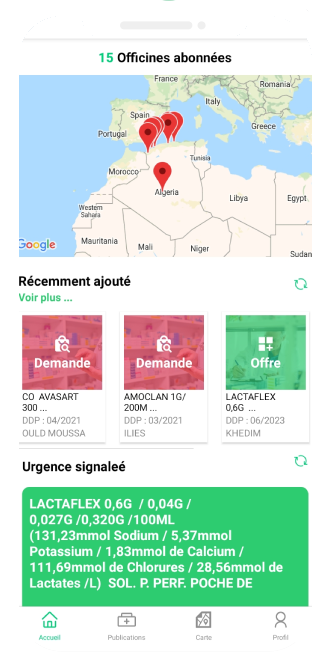 15 Officines abonnées
France
Romania
Italy
Spain
Greece
Portugal
Tunisia
Morocco
Algeria
Libya
Egypt
Western
Sahara
Mauritania
Mali
Niger
Sudan
Google
Récemment ajouté
Voir plus ...
Demande
Demande
Offre
CO AVASART
300 ...
DDP : 04/2021
OULD MOUSSA
AMOCLAN 1G/
200M ...
DDP : 03/2021
ILIES
LACTAFLEX
0,6G ...
DDP : 06/2023
KHEDIM
Urgence signaleé
LACTAFLEX 0,6G / 0,04G /
0,027G /0,320G /100ML
(131,23mmol Sodium / 5,37mmol
Potassium / 1,83mmol de Calcium /
111,69mmol de Chlorures / 28,56mmol de
Lactates /L) SOL. P. PERF. POCHE DE
Accueil
Publications
Carte
Profil